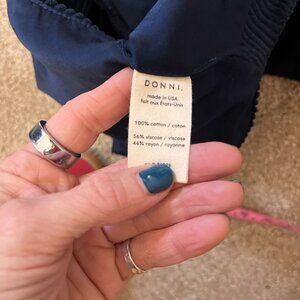 DONNI.
made in USA
fait aux États-Unis
100% cotton / coton
56% viscose / viscose
44% rayon / rayonne